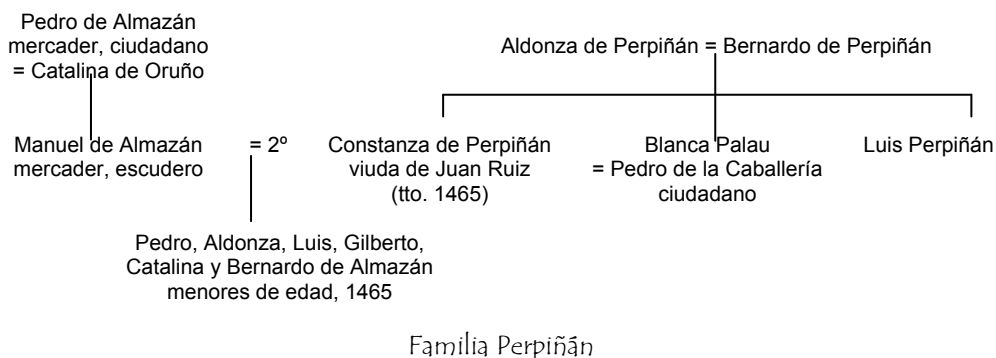 Pedro de Almazán
mercader, ciudadano
= Catalina de Oruño
Aldonza de Perpiñán = Bernardo de Perpiñán
Manuel de Almazán
mercader, escudero
= 2º
Constanza de Perpiñán
viuda de Juan Ruiz
(tto. 1465)
Blanca Palau
= Pedro de la Caballería
ciudadano
Luis Perpiñán
Pedro, Aldonza, Luis, Gilberto,
Catalina y Bernardo de Almazán
menores de edad, 1465
Familia Perpiñán